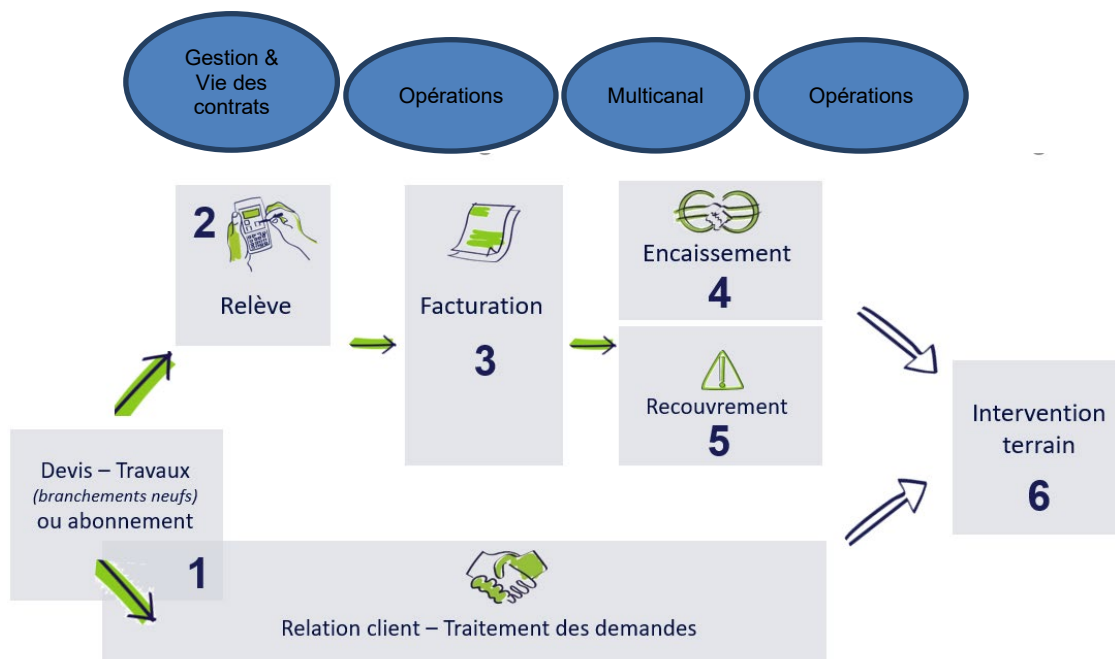 Gestion &
Vie des
contrats
Opérations
Multicanal
Opérations
2
Relève
Facturation
3
Encaissement
4
Recouvrement
5
Intervention
terrain
6
Devis – Travaux
(branchements neufs)
ou abonnement
1
Relation client – Traitement des demandes